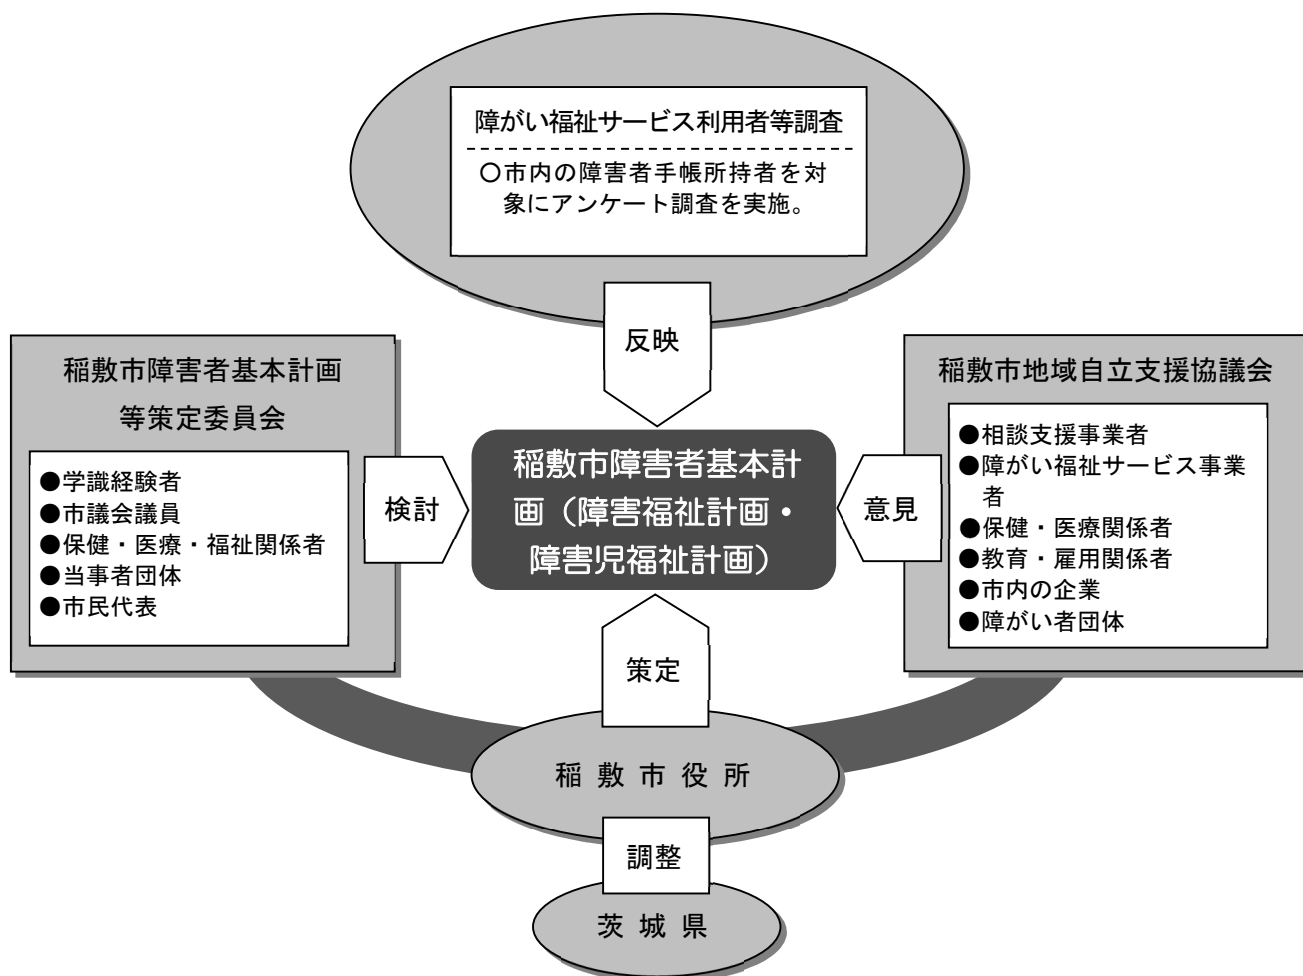 障がい福祉サービス利用者等調査
〇市内の障害者手帳所持者を対
象にアンケート調査を実施。
反映
稲敷市障害者基本計画
等策定委員会
●学識経験者
●市議会議員
●保健・医療・福祉関係者
●当事者団体
●市民代表
検討
稲敷市障害者基本計
画（障害福祉計画・
障害児福祉計画）
意見
稲敷市地域自立支援協議会
●相談支援事業者
●障がい福祉サービス事業
者
●保健・医療関係者
●教育・雇用関係者
●市内の企業
●障がい者団体
策定
稲敷市役所
調整
茨城県